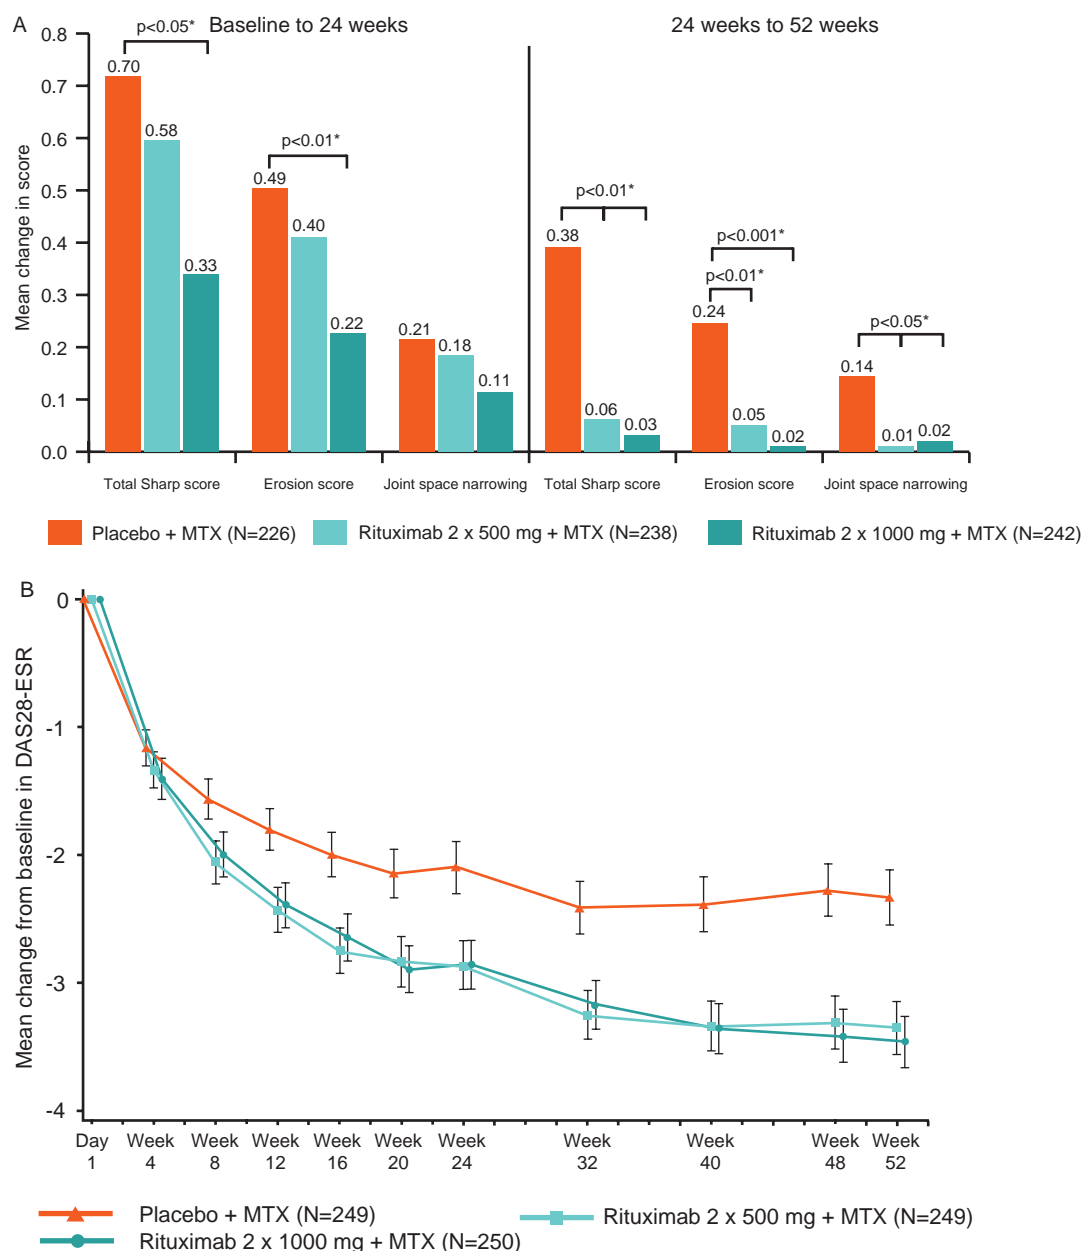 A
Baseline to 24 weeks
24 weeks to 52 weeks
Mean change in score
0.8
0.7
0.6
0.5
0.4
0.3
0.2
0.1
0.0
p<0.05*
0.70
0.58
0.33
p<0.01*
0.49
0.40
0.22
0.21
0.18
0.11
p<0.01*
0.38
0.06
0.03
p<0.001*
p<0.01*
0.24
0.05
0.02
p<0.05*
0.14
0.01
0.02
Total Sharp score
Erosion score
Joint space narrowing
Total Sharp score
Erosion score
Joint space narrowing
Placebo + MTX (N=226)
Rituximab 2 x 500 mg + MTX (N=238)
Rituximab 2 x 1000 mg + MTX (N=242)
B
Mean change from baseline in DAS28-ESR
0
-1
-2
-3
-4
Day
1
Week
4
Week
8
Week
12
Week
16
Week
20
Week
24
Week
32
Week
40
Week
48
Week
52
Placebo + MTX (N=249)
Rituximab 2 x 500 mg + MTX (N=249)
Rituximab 2 x 1000 mg + MTX (N=250)